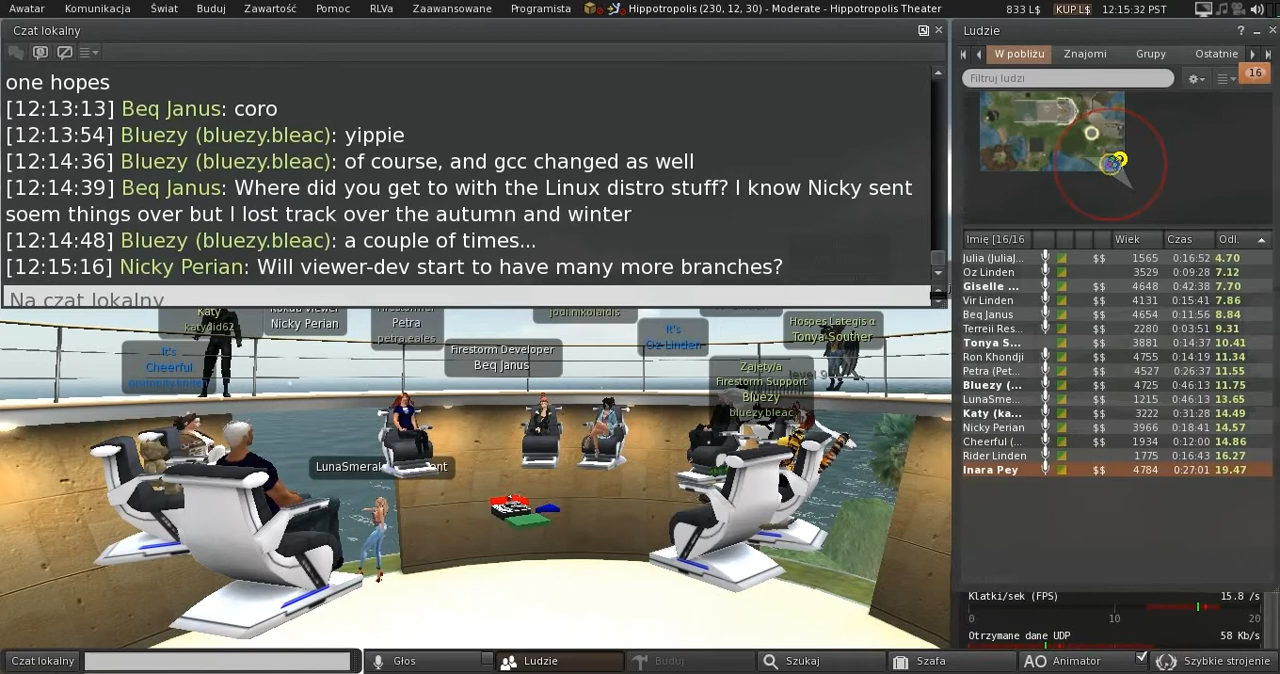 Awatar Komunikacja Świat Buduj Zawartość Pomoc RLVa Zaawansowane Programista Hippotropolis (230, 12, 30) - Moderate - Hippotropolis Theater 833 L$ KUP L$ 12:15:32 PST
Czat lokalny
one hopes
[12:13:13] Beq Janus: coro
[12:13:54] Bluezy (bluezy.bleac): yippie
[12:14:36] Bluezy (bluezy.bleac): of course, and gcc changed as well
[12:14:39] Beq Janus: Where did you get to with the Linux distro stuff? I know Nicky sent
soem things over but I lost track over the autumn and winter
[12:14:48] Bluezy (bluezy.bleac): a couple of times...
[12:15:16] Nicky Perian: Will viewer-dev start to have many more branches?
Na czat lokalny
Katy
katydid62
Kokua Viewer
Nicky Perian
Firestormer
Petra
petra.eales
jodi.nikolaidis
It's
Oz Linden
Hospes Lategis α
Tonya Souther
It's
Cheerful
Firestorm Developer
Beq Janus
Zajęty/a
Firestorm Support
Bluezy
bluezy.bleac
Ludzie
?
W pobliżu Znajomi Grupy Ostatnie
Filtruj ludzi
16
Imię [16/16 Wiek Czas Odl.
Julia (JuliaJ... $$ 1565 0:16:52 4.70
Oz Linden 3529 0:09:28 7.12
Giselle ... $$ 4648 0:42:38 7.70
Vir Linden 4131 0:15:41 7.86
Beq Janus $$ 4654 0:11:56 8.84
Terreii Res... $$ 2280 0:03:51 9.31
Tonya S... $$ 3881 0:14:37 10.41
Ron Khondji $$ 4755 0:14:19 11.34
Petra (Pet... $$ 4527 0:26:37 11.55
Bluezy (... $$ 4725 0:46:13 11.75
LunaSme... 1215 0:46:13 13.65
Katy (ka... $$ 3222 0:31:28 14.49
Nicky Perian $$ 3966 0:18:41 14.57
Cheerful (... $$ 1934 0:12:00 14.86
Rider Linden 1775 0:16:43 16.27
Inara Pey $$ 4784 0:27:01 19.47
Klatki/sek (FPS) 15.8 /s
0 10 20
Otrzymane dane UDP 58 Kb/s
Czat lokalny Głos Ludzie Buduj Szukaj Szafa AO Animator Szybkie strojenie